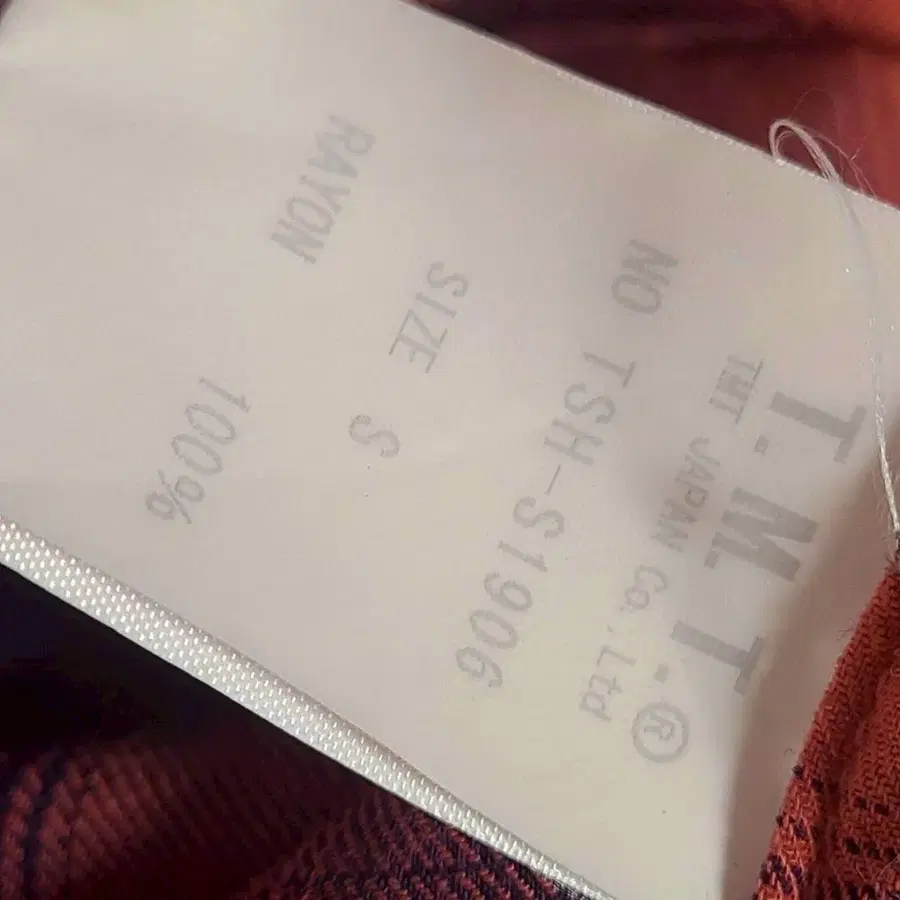 T.M.T.®
TMT JAPAN Co.,Ltd
NO TSH-S1906
SIZE S
RAYON 100%